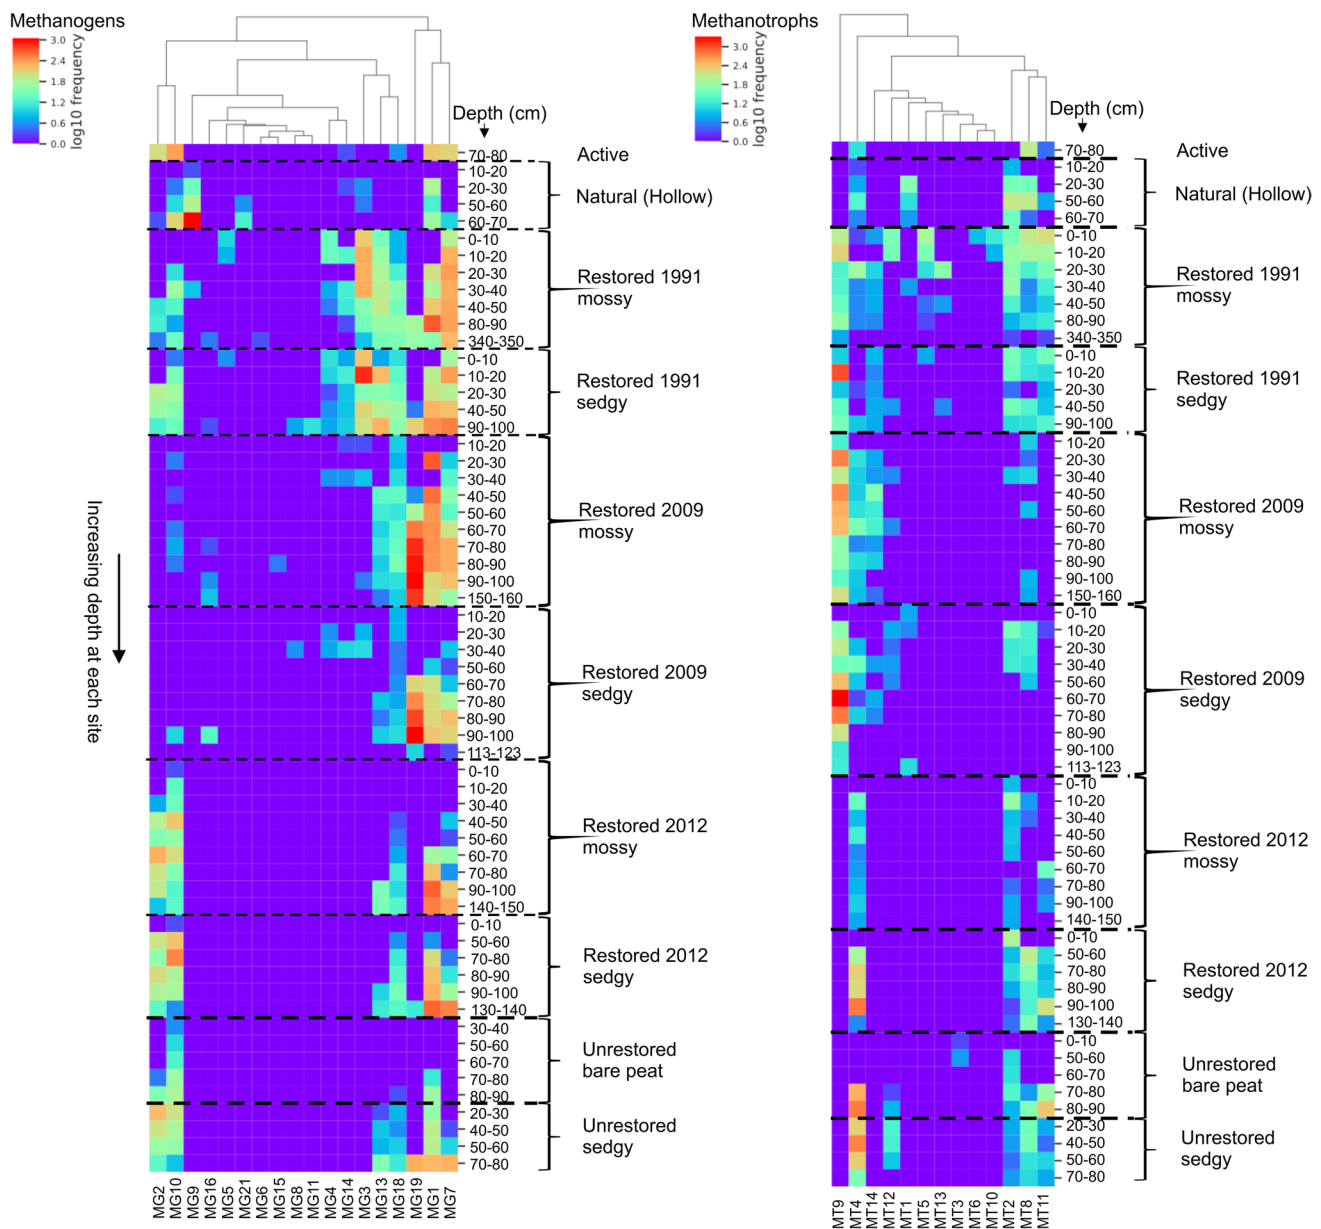 Methanogens
3.0
2.4
1.8
1.2
0.6
0.0
log10 frequency
Depth (cm)
70-80
Active
10-20
20-30
50-60
60-70
Natural (Hollow)
0-10
10-20
20-30
30-40
40-50
80-90
340-350
Restored 1991
mossy
0-10
10-20
20-30
40-50
90-100
Restored 1991
sedgy
10-20
20-30
30-40
40-50
50-60
60-70
70-80
80-90
90-100
150-160
Restored 2009
mossy
10-20
20-30
30-40
50-60
60-70
70-80
80-90
90-100
113-123
Restored 2009
sedgy
0-10
10-20
30-40
40-50
50-60
60-70
70-80
90-100
140-150
Restored 2012
mossy
0-10
50-60
70-80
80-90
90-100
130-140
Restored 2012
sedgy
30-40
50-60
60-70
70-80
80-90
Unrestored
bare peat
20-30
40-50
50-60
70-80
Unrestored
sedgy
Increasing depth at each site
MG2
MG10
MG9
MG16
MG5
MG21
MG6
MG15
MG8
MG11
MG4
MG14
MG3
MG13
MG18
MG19
MG1
MG7
Methanotrophs
3.0
2.4
1.8
1.2
0.6
0.0
log10 frequency
Depth (cm)
70-80
Active
10-20
20-30
50-60
60-70
Natural (Hollow)
0-10
10-20
20-30
30-40
40-50
80-90
340-350
Restored 1991
mossy
0-10
10-20
20-30
40-50
90-100
Restored 1991
sedgy
10-20
20-30
30-40
40-50
50-60
60-70
70-80
80-90
90-100
150-160
Restored 2009
mossy
0-10
10-20
20-30
30-40
50-60
60-70
70-80
80-90
90-100
113-123
Restored 2009
sedgy
0-10
10-20
30-40
40-50
50-60
60-70
70-80
90-100
140-150
Restored 2012
mossy
0-10
50-60
70-80
80-90
90-100
130-140
Restored 2012
sedgy
0-10
50-60
60-70
70-80
80-90
Unrestored
bare peat
20-30
40-50
50-60
70-80
Unrestored
sedgy
MT9
MT4
MT14
MT12
MT1
MT5
MT13
MT3
MT6
MT10
MT2
MT8
MT11